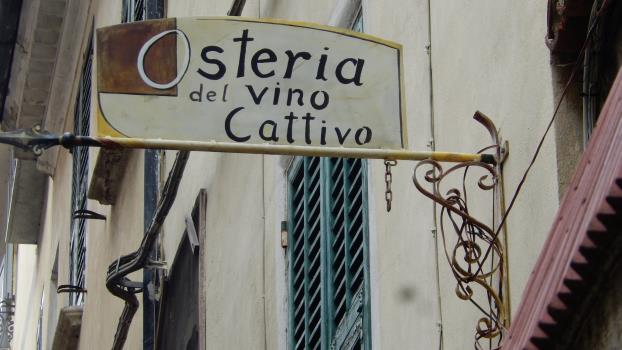 Osteria
del vino
Cattivo